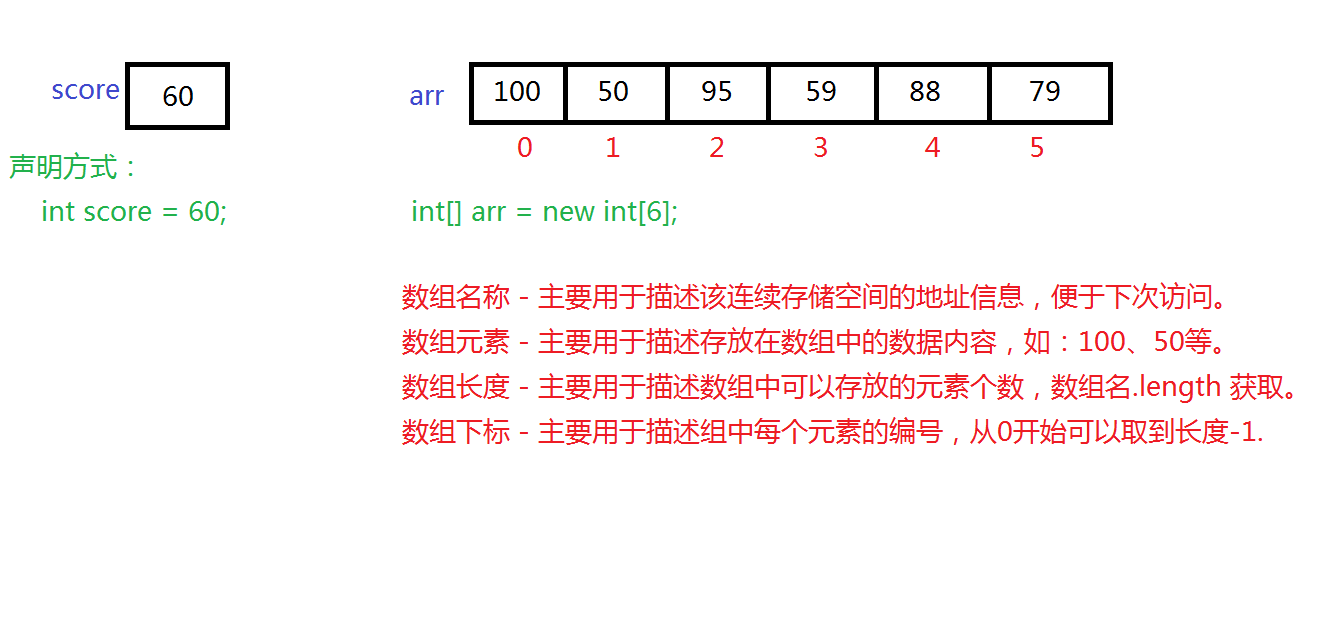 score 60 arr 100 50 95 59 88 79
0 1 2 3 4 5
声明方式：
int score = 60; int[] arr = new int[6];
数组名称 - 主要用于描述该连续存储空间的地址信息，便于下次访问。
数组元素 - 主要用于描述存放在数组中的数据内容，如：100、50等。
数组长度 - 主要用于描述数组中可以存放的元素个数，数组名.length 获取。
数组下标 - 主要用于描述组中每个元素的编号，从0开始可以取到长度-1.